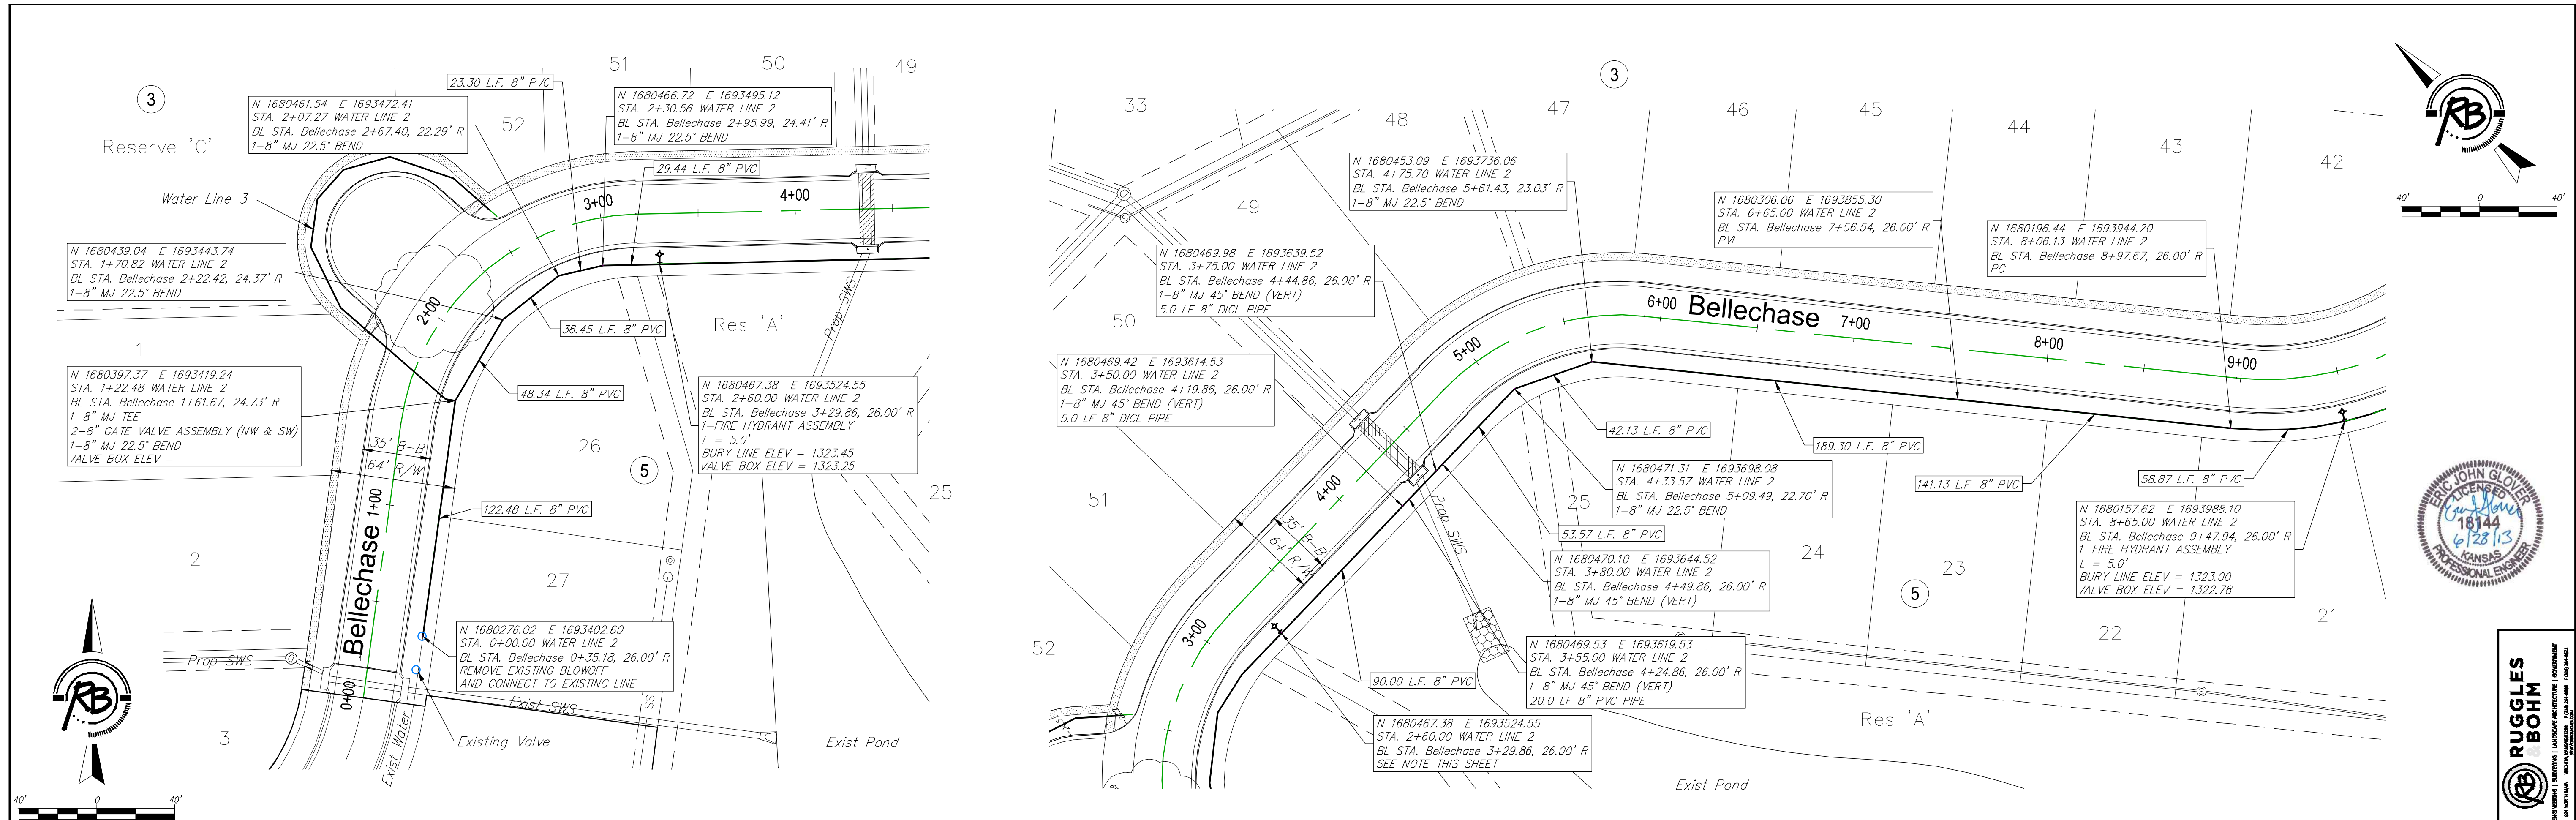 3
Reserve 'C'
52
51
50
49
23.30 L.F. 8" PVC
N 1680461.54 E 1693472.41
STA. 2+07.27 WATER LINE 2
BL STA. Bellechase 2+67.40, 22.29' R
1-8" MJ 22.5° BEND
N 1680466.72 E 1693495.12
STA. 2+30.56 WATER LINE 2
BL STA. Bellechase 2+95.99, 24.41' R
1-8" MJ 22.5° BEND
29.44 L.F. 8" PVC
Water Line 3
3+00
4+00
N 1680439.04 E 1693443.74
STA. 1+70.82 WATER LINE 2
BL STA. Bellechase 2+22.42, 24.37' R
1-8" MJ 22.5° BEND
2+00
36.45 L.F. 8" PVC
Res 'A'
Prop SWS
1
N 1680397.37 E 1693419.24
STA. 1+22.48 WATER LINE 2
BL STA. Bellechase 1+61.67, 24.73' R
1-8" MJ TEE
2-8" GATE VALVE ASSEMBLY (NW & SW)
1-8" MJ 22.5° BEND
VALVE BOX ELEV =
48.34 L.F. 8" PVC
N 1680467.38 E 1693524.55
STA. 2+60.00 WATER LINE 2
BL STA. Bellechase 3+29.86, 26.00' R
1-FIRE HYDRANT ASSEMBLY
L = 5.0'
BURY LINE ELEV = 1323.45
VALVE BOX ELEV = 1323.25
35' B-B
64' R/W
26
5
25
1+00
Bellechase
122.48 L.F. 8" PVC
2
27
N 1680276.02 E 1693402.60
STA. 0+00.00 WATER LINE 2
BL STA. Bellechase 0+35.18, 26.00' R
REMOVE EXISTING BLOWOFF
AND CONNECT TO EXISTING LINE
Prop SWS
0+00
SS
Exist SWS
3
Exist Water
Existing Valve
Exist Pond
RB
40' 0 40'
3
33
48
47
46
45
44
43
42
49
N 1680453.09 E 1693736.06
STA. 4+75.70 WATER LINE 2
BL STA. Bellechase 5+61.43, 23.03' R
1-8" MJ 22.5° BEND
N 1680306.06 E 1693855.30
STA. 6+65.00 WATER LINE 2
BL STA. Bellechase 7+56.54, 26.00' R
PVI
N 1680196.44 E 1693944.20
STA. 8+06.13 WATER LINE 2
BL STA. Bellechase 8+97.67, 26.00' R
PC
S
N 1680469.98 E 1693639.52
STA. 3+75.00 WATER LINE 2
BL STA. Bellechase 4+44.86, 26.00' R
1-8" MJ 45° BEND (VERT)
5.0 LF 8" DICL PIPE
50
6+00
Bellechase
7+00
8+00
9+00
5+00
N 1680469.42 E 1693614.53
STA. 3+50.00 WATER LINE 2
BL STA. Bellechase 4+19.86, 26.00' R
1-8" MJ 45° BEND (VERT)
5.0 LF 8" DICL PIPE
42.13 L.F. 8" PVC
189.30 L.F. 8" PVC
N 1680471.31 E 1693698.08
STA. 4+33.57 WATER LINE 2
BL STA. Bellechase 5+09.49, 22.70' R
1-8" MJ 22.5° BEND
141.13 L.F. 8" PVC
58.87 L.F. 8" PVC
51
4+00
Prop SWS
25
53.57 L.F. 8" PVC
24
23
N 1680157.62 E 1693988.10
STA. 8+65.00 WATER LINE 2
BL STA. Bellechase 9+47.94, 26.00' R
1-FIRE HYDRANT ASSEMBLY
L = 5.0'
BURY LINE ELEV = 1323.00
VALVE BOX ELEV = 1322.78
35' B-B
64' R/W
N 1680470.10 E 1693644.52
STA. 3+80.00 WATER LINE 2
BL STA. Bellechase 4+49.86, 26.00' R
1-8" MJ 45° BEND (VERT)
5
21
22
3+00
52
N 1680469.53 E 1693619.53
STA. 3+55.00 WATER LINE 2
BL STA. Bellechase 4+24.86, 26.00' R
1-8" MJ 45° BEND (VERT)
20.0 LF 8" PVC PIPE
90.00 L.F. 8" PVC
S
Res 'A'
N 1680467.38 E 1693524.55
STA. 2+60.00 WATER LINE 2
BL STA. Bellechase 3+29.86, 26.00' R
SEE NOTE THIS SHEET
Exist Pond
RB
40' 0 40'
ERIC JOHN GLOVER
LICENSED
18144
6/28/13
KANSAS
PROFESSIONAL ENGINEER
RB
RUGGLES
& BOHM
ENGINEERING | SURVEYING | LANDSCAPE ARCHITECTURE | GOVERNMENT